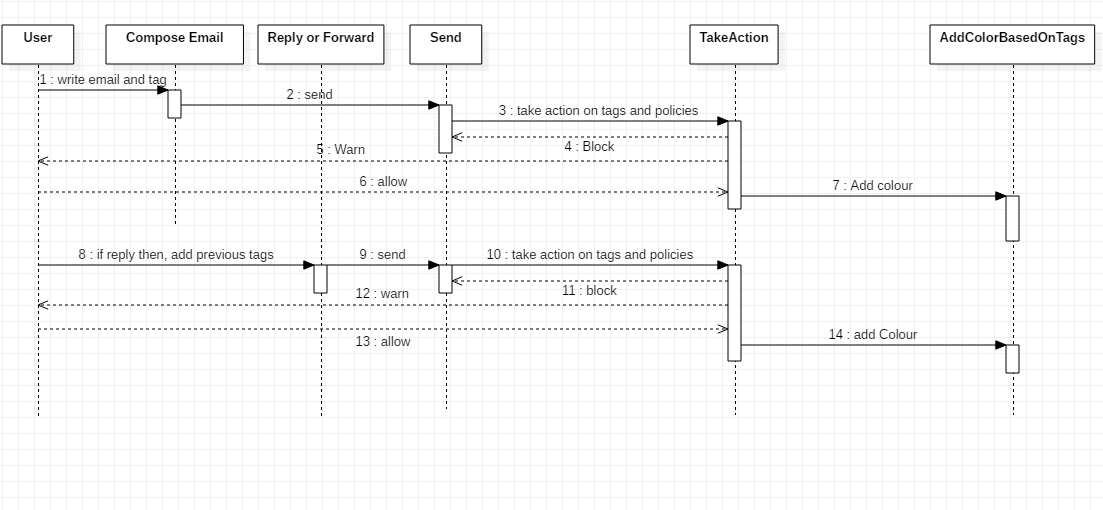 User
Compose Email
Reply or Forward
Send
TakeAction
AddColorBasedOnTags
1 : write email and tag
2 : send
3 : take action on tags and policies
4 : Block
5 : Warn
6 : allow
7 : Add colour
8 : if reply then, add previous tags
9 : send
10 : take action on tags and policies
11 : block
12 : warn
13 : allow
14 : add Colour